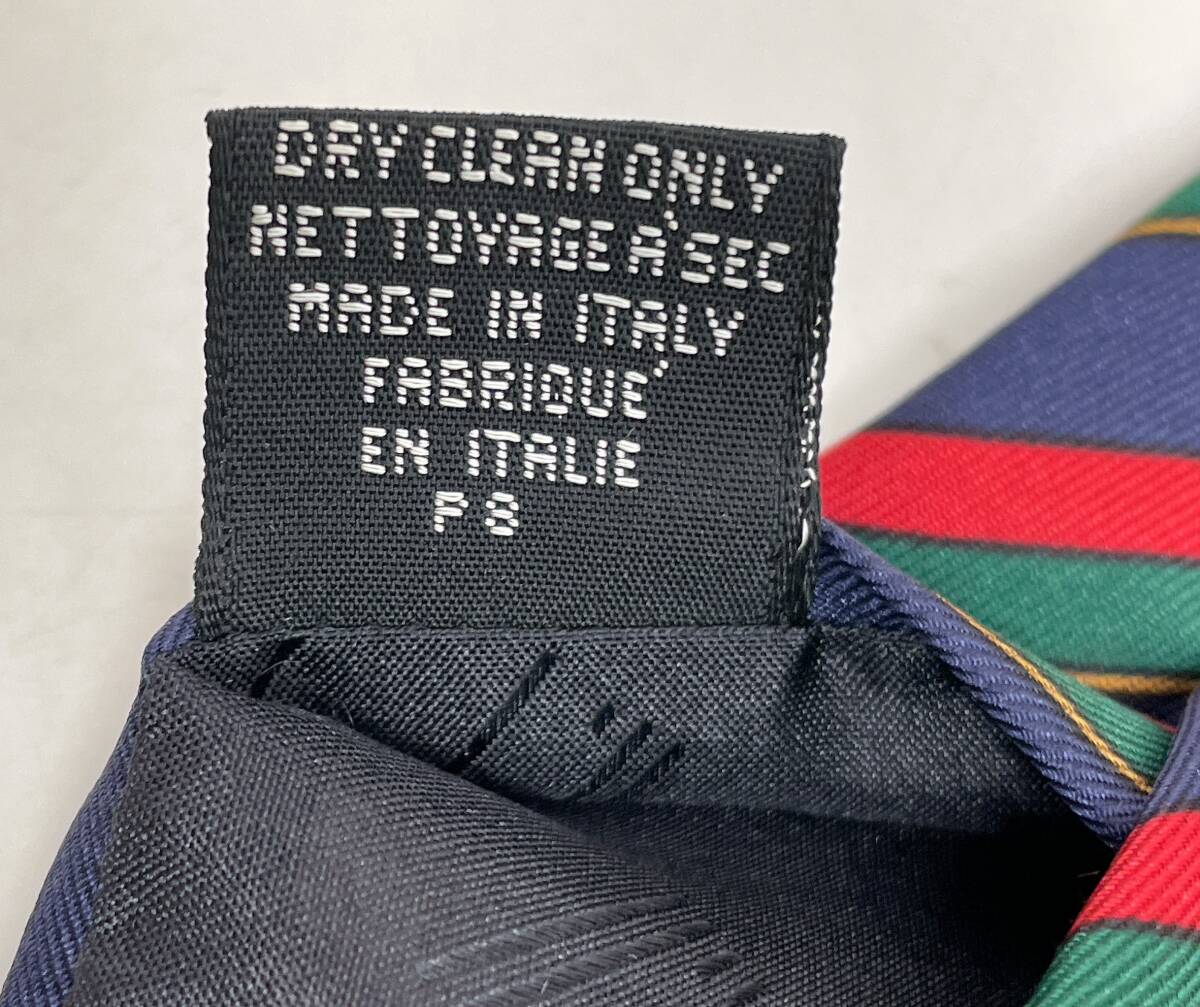 DRY CLEAN ONLY
NETTOYAGE A'SEC
MADE IN ITALY
FABRIQUE'
EN ITALIE
P8